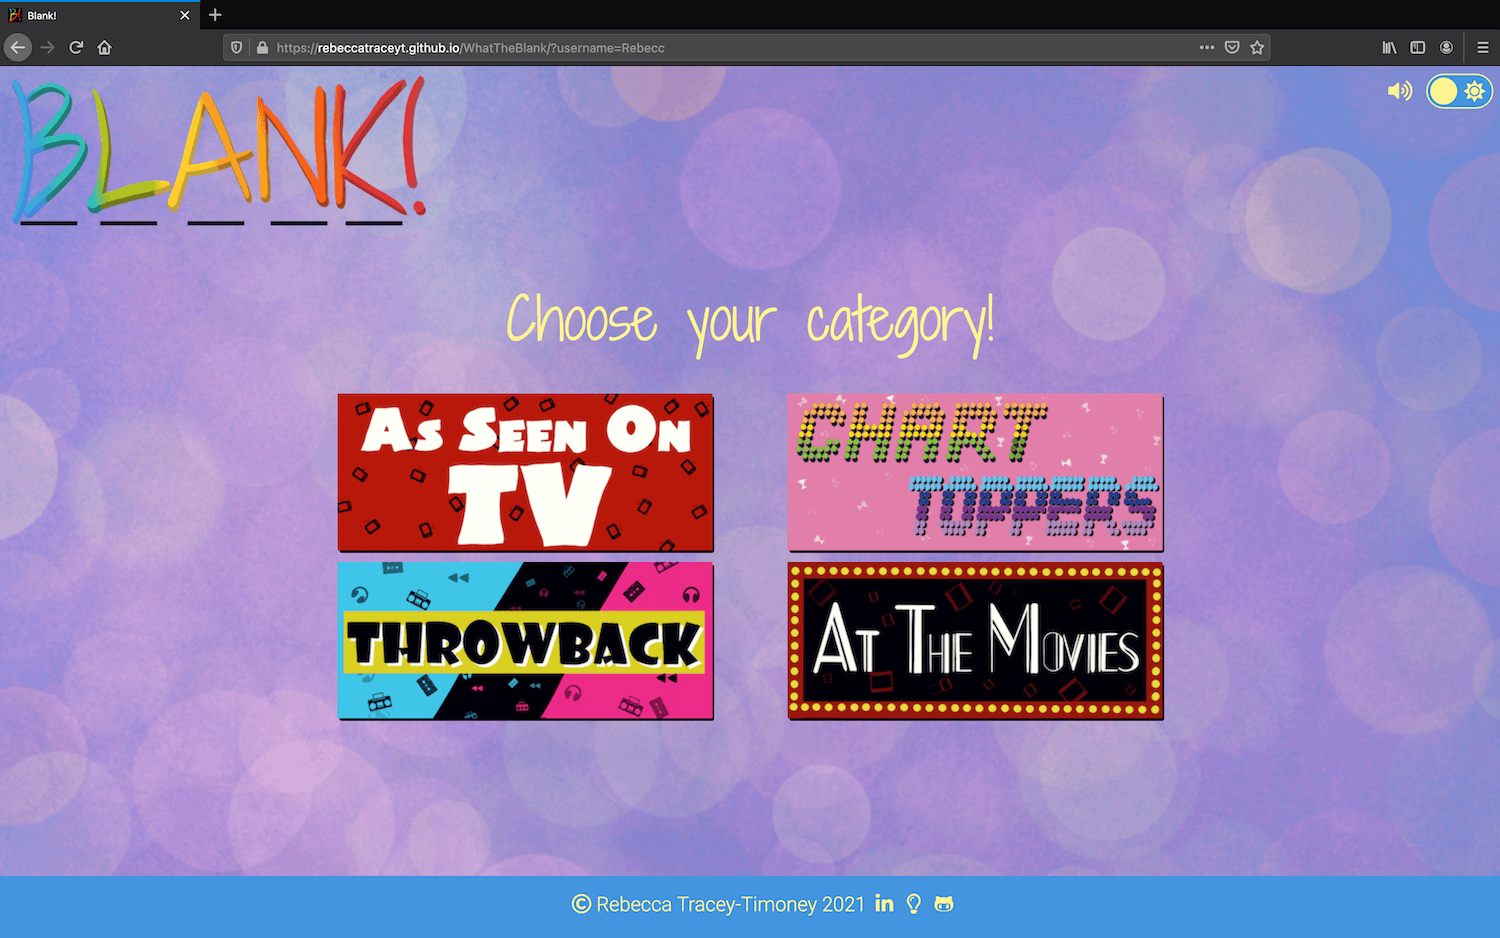 Blank!
https://rebeccatraceyt.github.io/WhatTheBlank/?username=Rebecc
BLANK!
Choose your category!
As Seen On
TV
CHART
TOPPERS
THROWBACK
At The Movies
© Rebecca Tracey-Timoney 2021 in